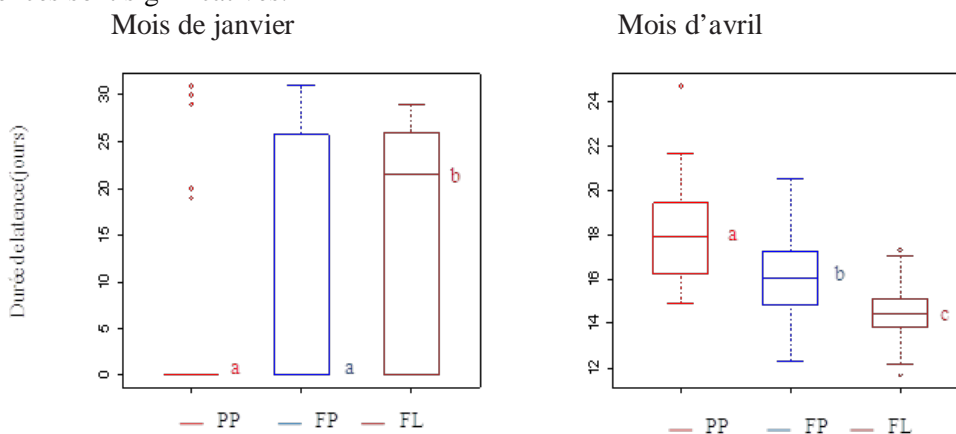 Mois de janvier
Mois d'avril
Durée de latence (jours)
30
25
20
15
10
5
0
a
a
b
PP FP FL
24
22
20
18
16
14
12
a
b
c
PP FP FL